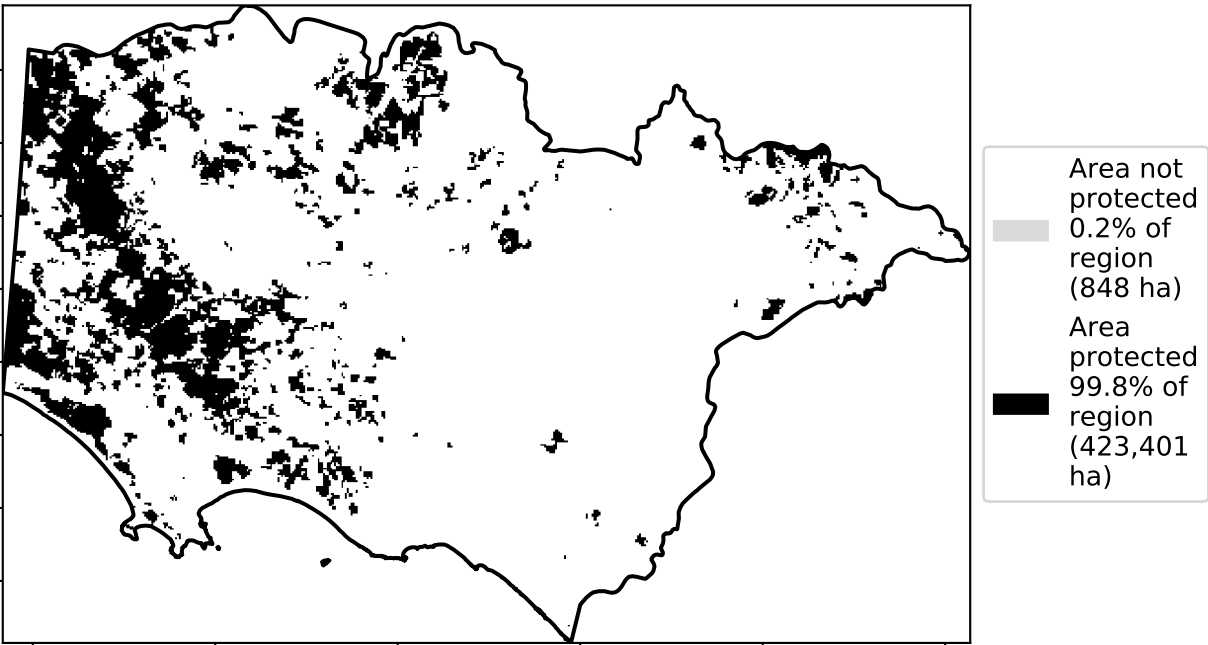 Area not
protected
0.2% of
region
(848 ha)
Area
protected
99.8% of
region
(423,401
ha)